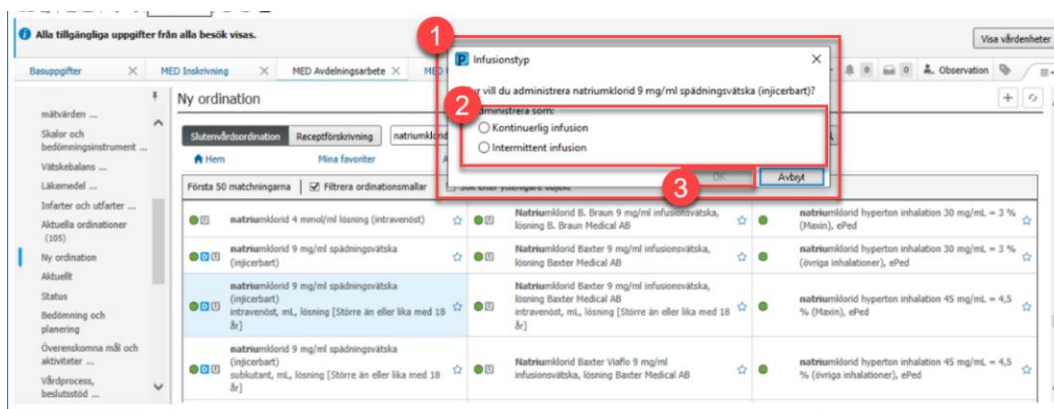 Alla tillgängliga uppgifter från alla besök visas.
Visa vårdenheter
1
Infusionstyp
Basuppgifter
MED Inskrivning
MED Avdelningsarbete
MED
0
0
Observation
vill du administrera natriumklorid 9 mg/ml spädningsvätska (injicerbart)?
2
administrera som:
Kontinuerlig infusion
Intermittent infusion
3
OK
Avbryt
Ny ordination
mätvärden ...
Skalor och
bedömningsinstrument ...
Vätskebalans ...
Läkemedel ...
Infarter och utfarter ...
Aktuella ordinationer
(105)
Ny ordination
Aktuellt
Status
Bedömning och
planering
Överenskomna mål och
aktiviteter ...
Vårdprocess,
beslutsstöd ...
Slutenvårdsordination
Receptförskrivning
natriumklorid
Hem
Mina favoriter
Första 50 matchningarna
Filtrera ordinationsmallar
Sök efter ytterligare objekt
natriumklorid 4 mmol/ml lösning (intravenöst)
Natriumklorid B. Braun 9 mg/ml infusionsvätska,
lösning B. Braun Medical AB
natriumklorid hyperton inhalation 30 mg/mL = 3 %
(Maxin), ePed
natriumklorid 9 mg/ml spädningsvätska
(injicerbart)
Natriumklorid Baxter 9 mg/ml infusionsvätska,
lösning Baxter Medical AB
natriumklorid hyperton inhalation 30 mg/mL = 3 %
(övriga inhalationer), ePed
natriumklorid 9 mg/ml spädningsvätska
(injicerbart)
intravenöst, mL, lösning [Större än eller lika med 18
år]
Natriumklorid Baxter 9 mg/ml infusionsvätska,
lösning Baxter Medical AB
intravenöst, mL, lösning [Större än eller lika med 18
år]
natriumklorid hyperton inhalation 45 mg/mL = 4,5
% (Maxin), ePed
natriumklorid 9 mg/ml spädningsvätska
(injicerbart)
subkutant, mL, lösning [Större än eller lika med 18
år]
Natriumklorid Baxter Viaflo 9 mg/ml
infusionsvätska, lösning Baxter Medical AB
natriumklorid hyperton inhalation 45 mg/mL = 4,5
% (övriga inhalationer), ePed